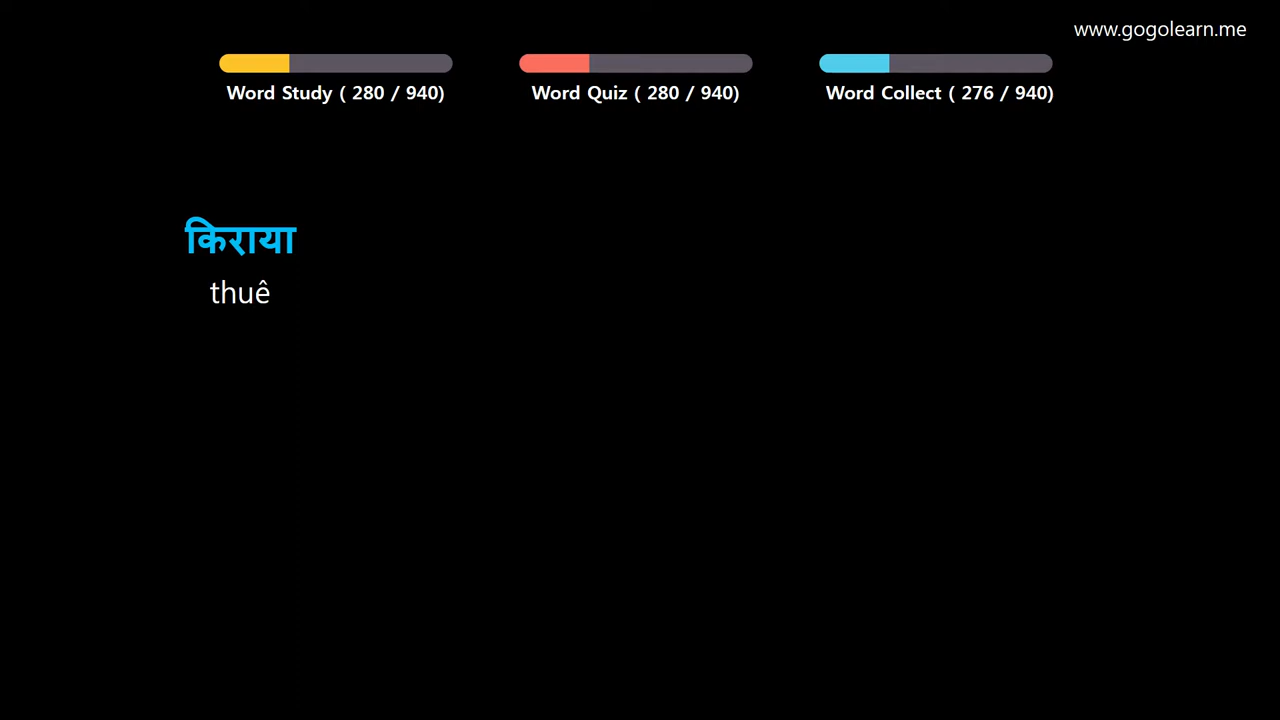 www.gogolearn.me
Word Study ( 280 / 940)
Word Quiz ( 280 / 940)
Word Collect ( 276 / 940)
किराया
thuê